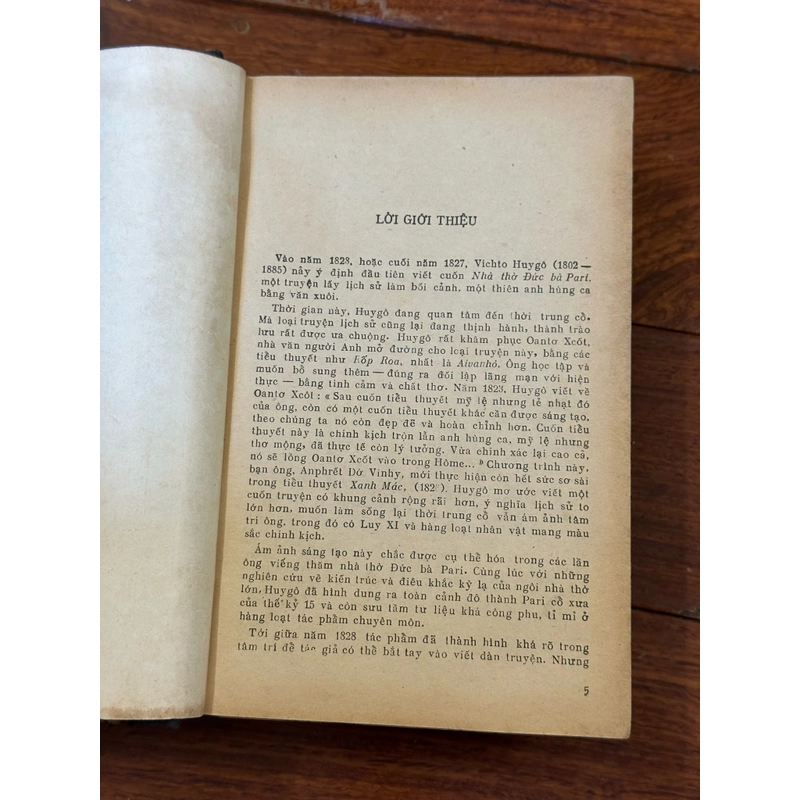 LỜI GIỚI THIỆU
Vào năm 1828, hoặc cuối năm 1827, Víchto Huygô (1802 —
1885) nảy ý định đầu tiên viết cuốn Nhà thờ Đức bà Pari,
một truyện lấy lịch sử làm bối cảnh, một thiên anh hùng ca
bằng văn xuôi.
Thời gian này, Huygô đang quan tâm đến thời trung cổ.
Mà loại truyện lịch sử cũng lại đang thịnh hành, thành trào
lưu rất được ưa chuộng. Huygô rất khâm phục Oantơ Xcốt,
nhà văn người Anh mở đường cho loại truyện này, bằng các
tiểu thuyết như Rốp Roa, nhất là Aivanhô. Ông học tập và
muốn bổ sung thêm — đúng ra đối lập lãng mạn với hiện
thực — bằng tình cảm và chất thơ. Năm 1823, Huygô viết về
Oantơ Xcốt : « Sau cuốn tiểu thuyết mỹ lệ nhưng tẻ nhạt đó
của ông, còn có một cuốn tiểu thuyết khác cần được sáng tạo,
theo chúng ta nó còn đẹp đẽ và hoàn chỉnh hơn. Cuốn tiểu
thuyết này là chính kịch trộn lẫn anh hùng ca, mỹ lệ nhưng
thơ mộng, đã thực tế còn lý tưởng. Vừa chính xác lại cao cả,
nó sẽ lồng Oantơ Xcốt vào trong Hôme... » Chương trình này,
bạn ông, Anphrết Đờ Vinhy, mới thực hiện còn hết sức sơ sài
trong tiểu thuyết Xanh Mác, (182 ). Huygô mơ ước viết một
cuốn truyện có khung cảnh rộng rãi hơn, ý nghĩa lịch sử to
lớn hơn, muốn làm sống lại thời trung cổ vẫn ám ảnh tâm
trí ông, trong đó có Luy XI và hàng loạt nhân vật mang màu
sắc chính kịch.
Ám ảnh sáng tạo này chắc được cụ thể hóa trong các lần
ông viếng thăm nhà thờ Đức bà Pari. Cùng lúc với những
nghiên cứu về kiến trúc và điêu khắc kỳ lạ của ngôi nhà thờ
lớn, Huygô đã hình dung ra toàn cảnh đô thành Pari cổ xưa
của thế kỷ 15 và còn sưu tầm tư liệu khá công phu, tỉ mỉ ở
hàng loạt tác phẩm chuyên môn.
Tới giữa năm 1828 tác phẩm đã thành hình khá rõ trong
tâm trí để tác giả có thể bắt tay vào viết dàn truyện. Nhưng
5